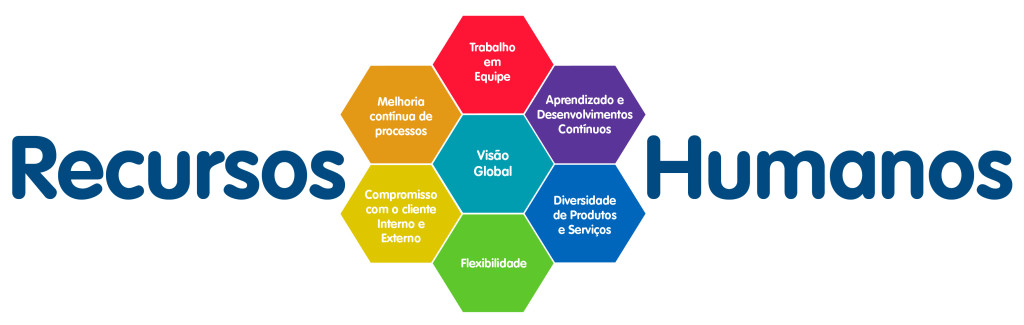 Recursos
Trabalho
em
Equipe
Melhoria
contínua de
processos
Aprendizado e
Desenvolvimentos
Contínuos
Visão
Global
Compromisso
com o cliente
Interno e
Externo
Diversidade
de Produtos
e Serviços
Flexibilidade
Humanos